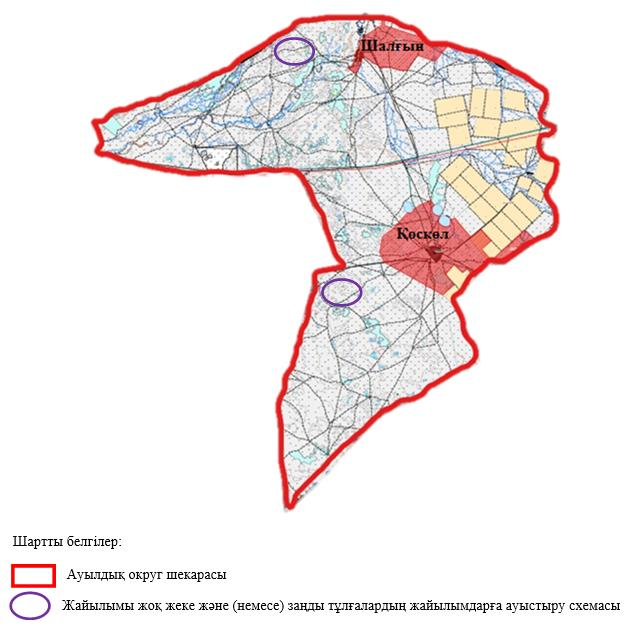 Шалғын
Қоскөл
Шартты белгілер:
Ауылдық округ шекарасы
Жайылымы жоқ жеке және (немесе) заңды тұлғалардың жайылымдарға ауыстыру схемасы